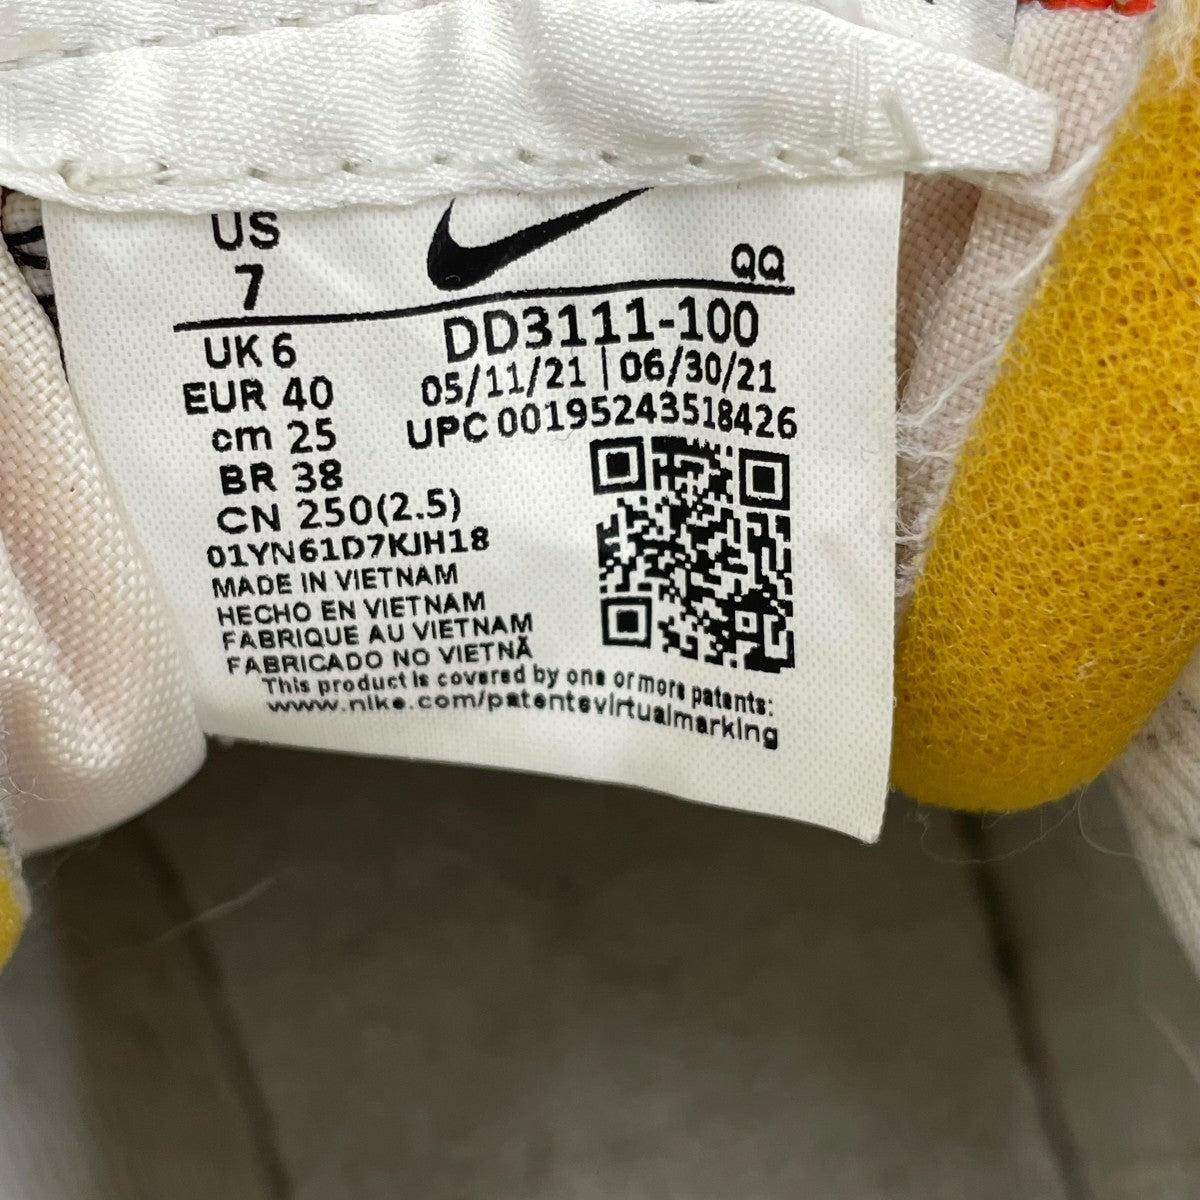 US
7
QQ
UK 6
EUR 40
cm 25
BR 38
CN 250(2.5)
DD3111-100
05/11/21 | 06/30/21
UPC 00195243518426
01YN61D7KJH18
MADE IN VIETNAM
HECHO EN VIETNAM
FABRIQUE AU VIETNAM
FABRICADO NO VIETNÃ
This product is covered by one or more patents:
www.nike.com/patentsvirtualmarking